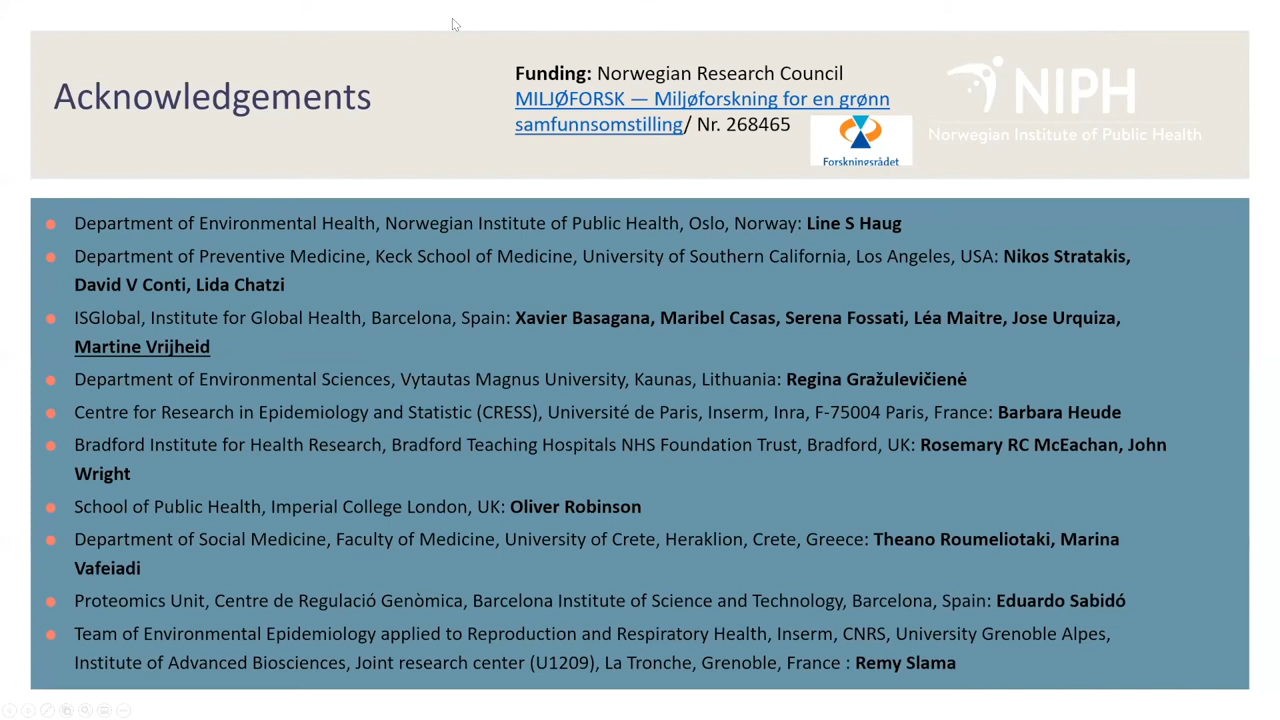 Acknowledgements
Funding: Norwegian Research Council
MILJØFORSK — Miljøforskning for en grønn
samfunnsomstilling/ Nr. 268465
Forskningsrådet
NIPH
Norwegian Institute of Public Health
Department of Environmental Health, Norwegian Institute of Public Health, Oslo, Norway: Line S Haug
Department of Preventive Medicine, Keck School of Medicine, University of Southern California, Los Angeles, USA: Nikos Stratakis,
David V Conti, Lida Chatzi
ISGlobal, Institute for Global Health, Barcelona, Spain: Xavier Basagana, Maribel Casas, Serena Fossati, Léa Maitre, Jose Urquiza,
Martine Vrijheid
Department of Environmental Sciences, Vytautas Magnus University, Kaunas, Lithuania: Regina Gražulevičienė
Centre for Research in Epidemiology and Statistic (CRESS), Université de Paris, Inserm, Inra, F-75004 Paris, France: Barbara Heude
Bradford Institute for Health Research, Bradford Teaching Hospitals NHS Foundation Trust, Bradford, UK: Rosemary RC McEachan, John
Wright
School of Public Health, Imperial College London, UK: Oliver Robinson
Department of Social Medicine, Faculty of Medicine, University of Crete, Heraklion, Crete, Greece: Theano Roumeliotaki, Marina
Vafeiadi
Proteomics Unit, Centre de Regulació Genòmica, Barcelona Institute of Science and Technology, Barcelona, Spain: Eduardo Sabidó
Team of Environmental Epidemiology applied to Reproduction and Respiratory Health, Inserm, CNRS, University Grenoble Alpes,
Institute of Advanced Biosciences, Joint research center (U1209), La Tronche, Grenoble, France : Remy Slama